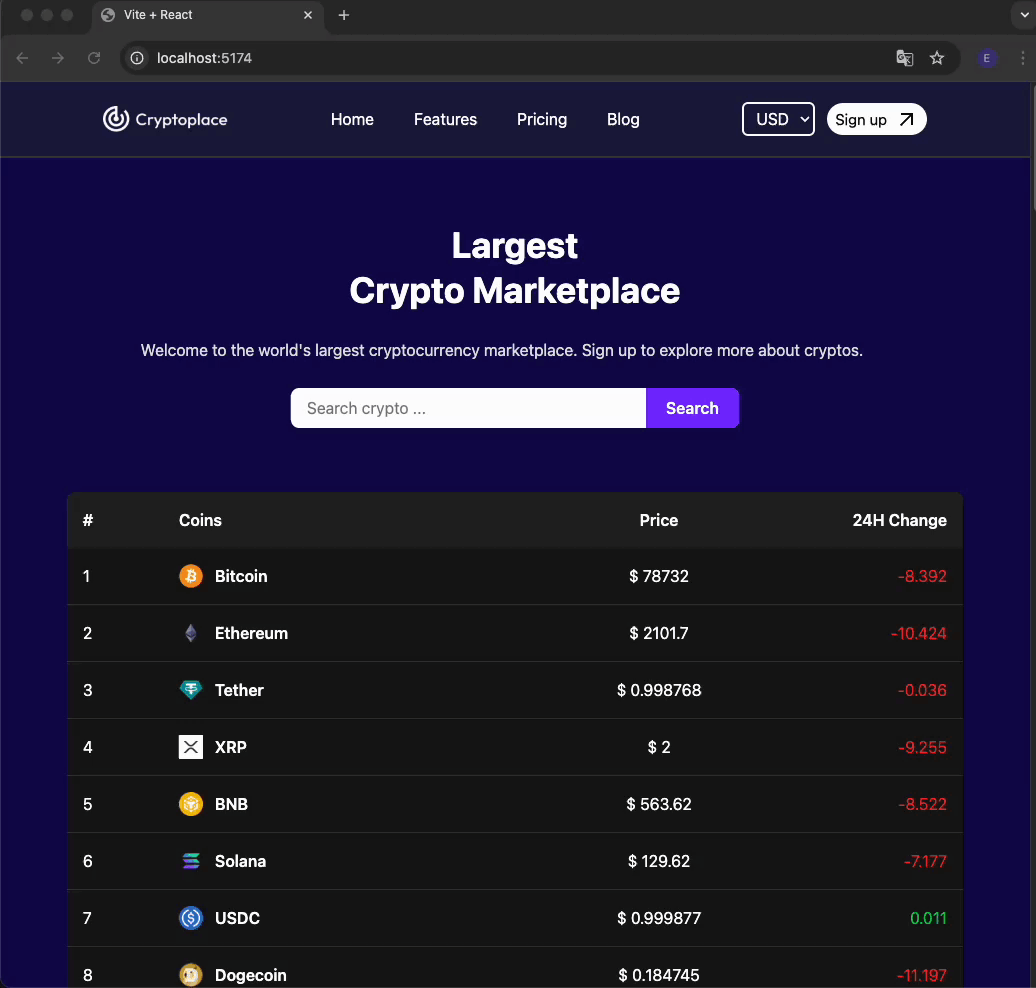 Vite + React
localhost:5174
E
Cryptoplace
Home Features Pricing Blog
USD
Sign up
Largest
Crypto Marketplace
Welcome to the world's largest cryptocurrency marketplace. Sign up to explore more about cryptos.
Search crypto ...
Search
# Coins Price 24H Change
1 Bitcoin $ 78732 -8.392
2 Ethereum $ 2101.7 -10.424
3 Tether $ 0.998768 -0.036
4 XRP $ 2 -9.255
5 BNB $ 563.62 -8.522
6 Solana $ 129.62 -7.177
7 USDC $ 0.999877 0.011
8 Dogecoin $ 0.184745 -11.197